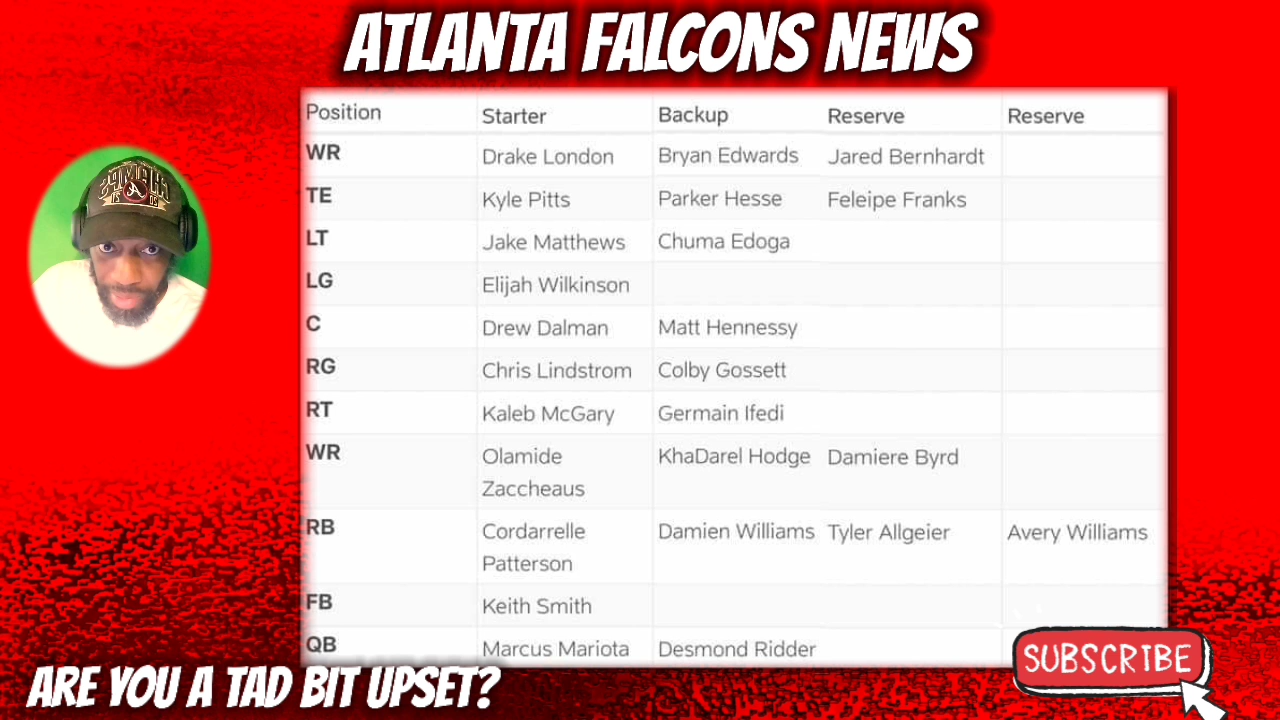 ATLANTA FALCONS NEWS
Position Starter Backup Reserve Reserve
WR Drake London Bryan Edwards Jared Bernhardt
TE Kyle Pitts Parker Hesse Feleipe Franks
LT Jake Matthews Chuma Edoga
LG Elijah Wilkinson
C Drew Dalman Matt Hennessy
RG Chris Lindstrom Colby Gossett
RT Kaleb McGary Germain Ifedi
WR Olamide KhaDarel Hodge Damiere Byrd
Zaccheaus
RB Cordarrelle Damien Williams Tyler Allgeier Avery Williams
Patterson
FB Keith Smith
QB Marcus Mariota Desmond Ridder
SUBSCRIBE
ARE YOU A TAD BIT UPSET?